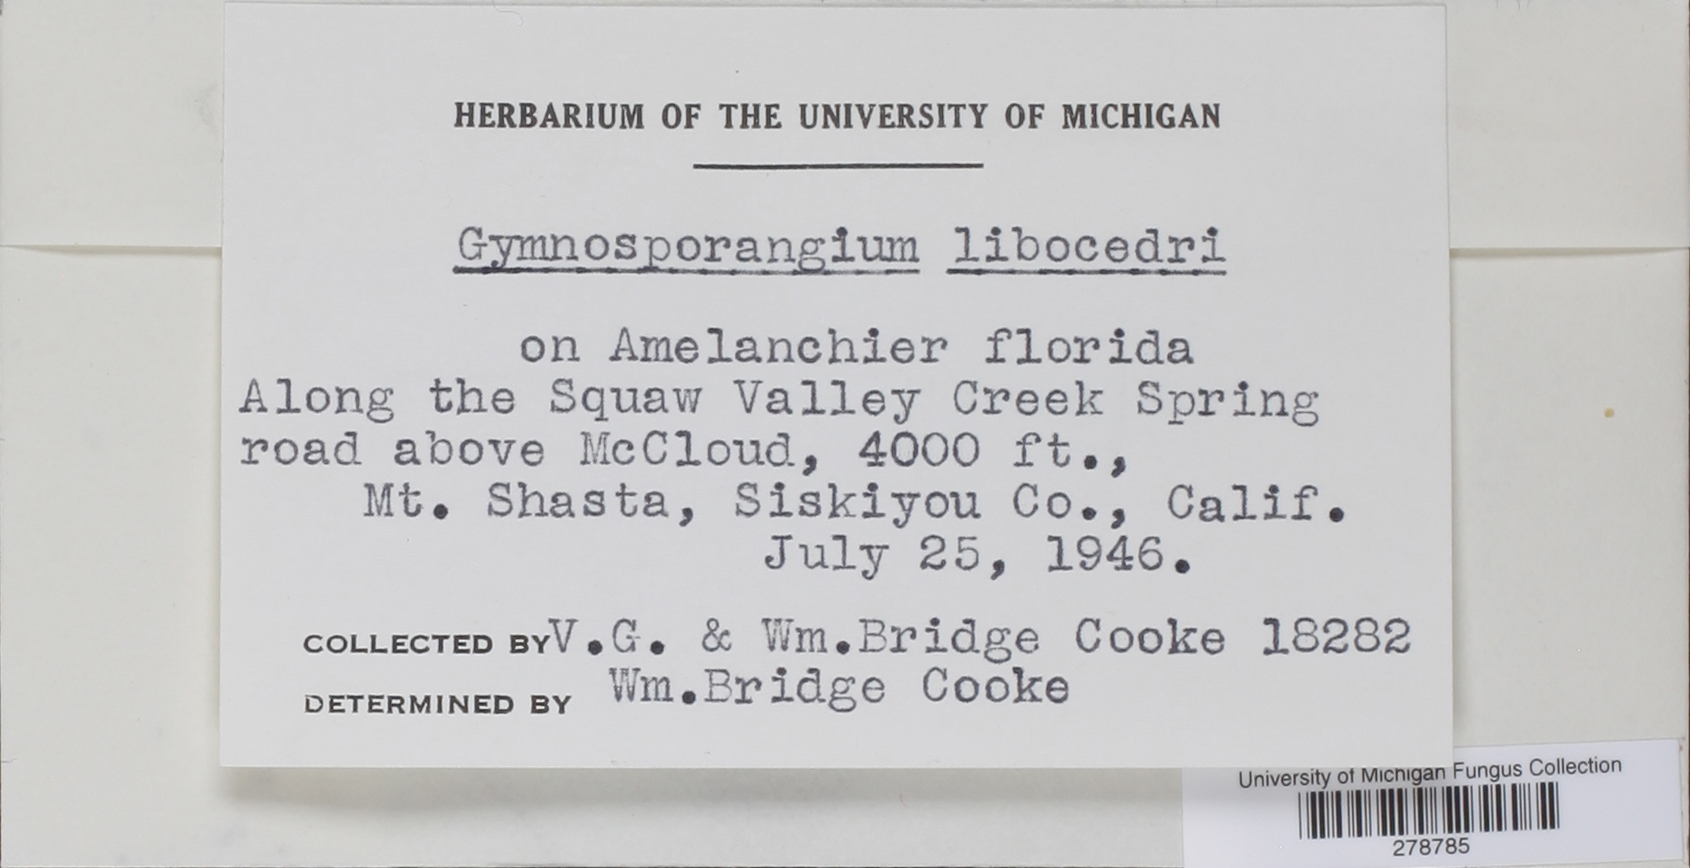 HERBARIUM OF THE UNIVERSITY OF MICHIGAN
Gymnosporangium libocedri
on Amelanchier florida
Along the Squaw Valley Creek Spring
road above McCloud, 4000 ft.,
Mt. Shasta, Siskiyou Co., Calif.
July 25, 1946.
COLLECTED BY V.G. & Wm.Bridge Cooke 18282
DETERMINED BY Wm.Bridge Cooke
University of Michigan Fungus Collection
278785